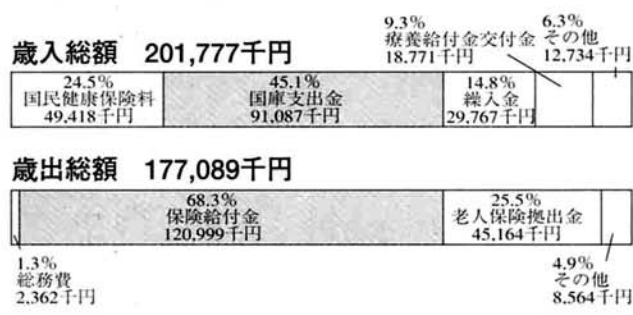 9.3% 6.3%
療養給付金交付金 その他
18,771千円 12,734千円
歳入総額 201,777千円
24.5% 45.1% 14.8%
国民健康保険料 国庫支出金 繰入金
49,418千円 91,087千円 29,767千円
歳出総額 177,089千円
68.3% 25.5%
保険給付金 老人保険拠出金
120,999千円 45,164千円
1.3% 4.9%
総務費 その他
2,362千円 8,564千円